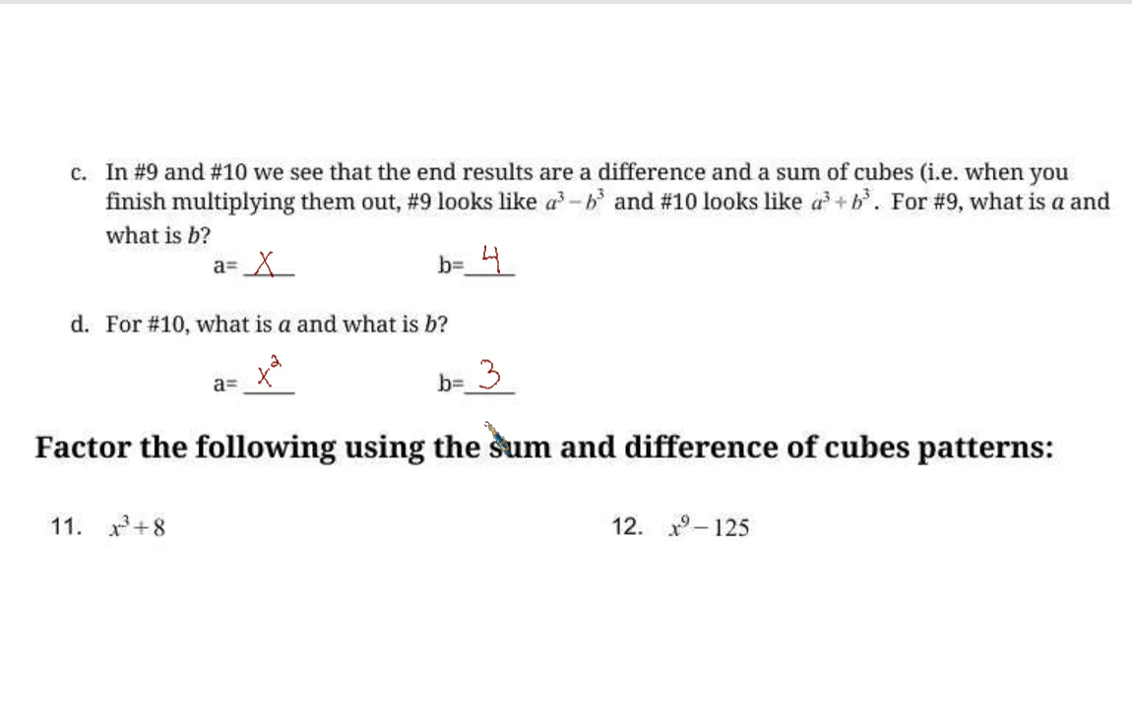 c. In #9 and #10 we see that the end results are a difference and a sum of cubes (i.e. when you
finish multiplying them out, #9 looks like a³ – b³ and #10 looks like a³ + b³. For #9, what is a and
what is b?
a= x b= 4
d. For #10, what is a and what is b?
a= x² b= 3
Factor the following using the sum and difference of cubes patterns:
11. x³ + 8 12. x⁹ – 125